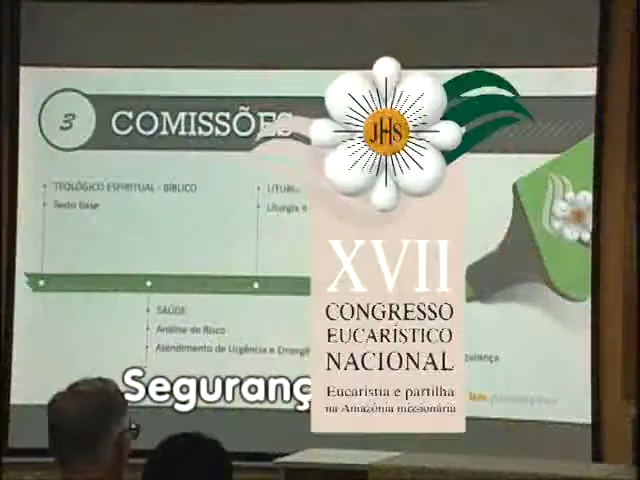 3
COMISSÕES
JHS
TEOLÓGICO ESPIRITUAL - BÍBLICO
Texto Base
Liturgia e
XVII
CONGRESSO
EUCARÍSTICO
NACIONAL
Eucaristia e partilha
na Amazônia missionária
SAÚDE
Análise de Risco
Atendimento de Urgência e
Seguranç